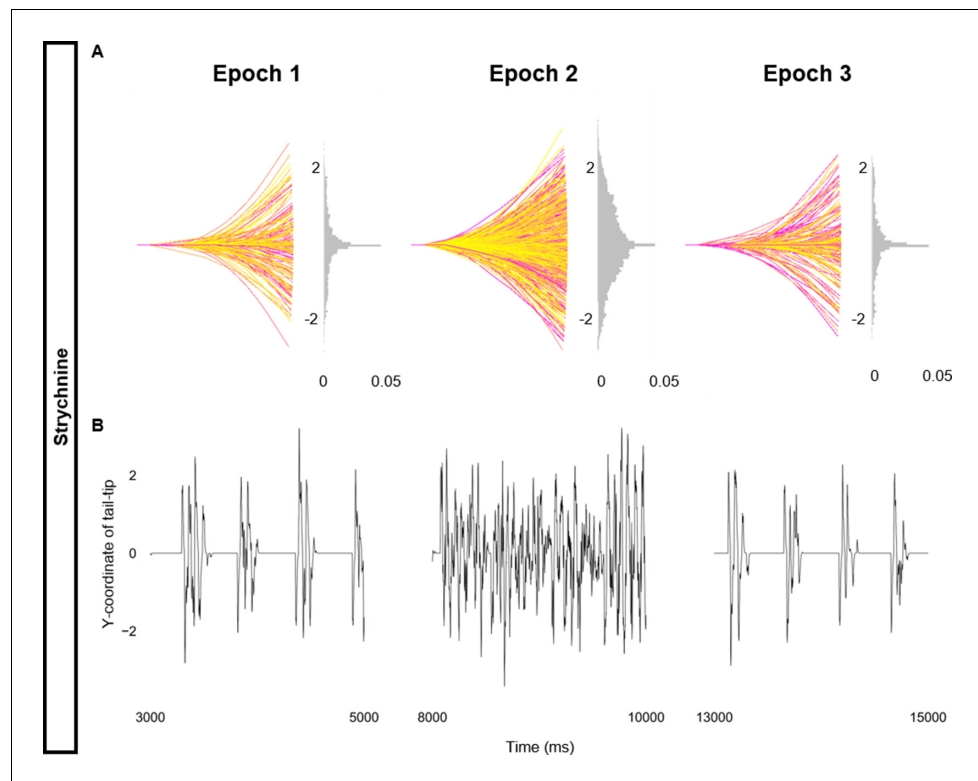 A
Epoch 1 Epoch 2 Epoch 3
2 2 2
-2 -2 -2
0 0.05 0 0.05 0 0.05
Strychnine
B
Y-coordinate of tail-tip
2
0
−2
3000 5000 8000 10000 13000 15000
Time (ms)